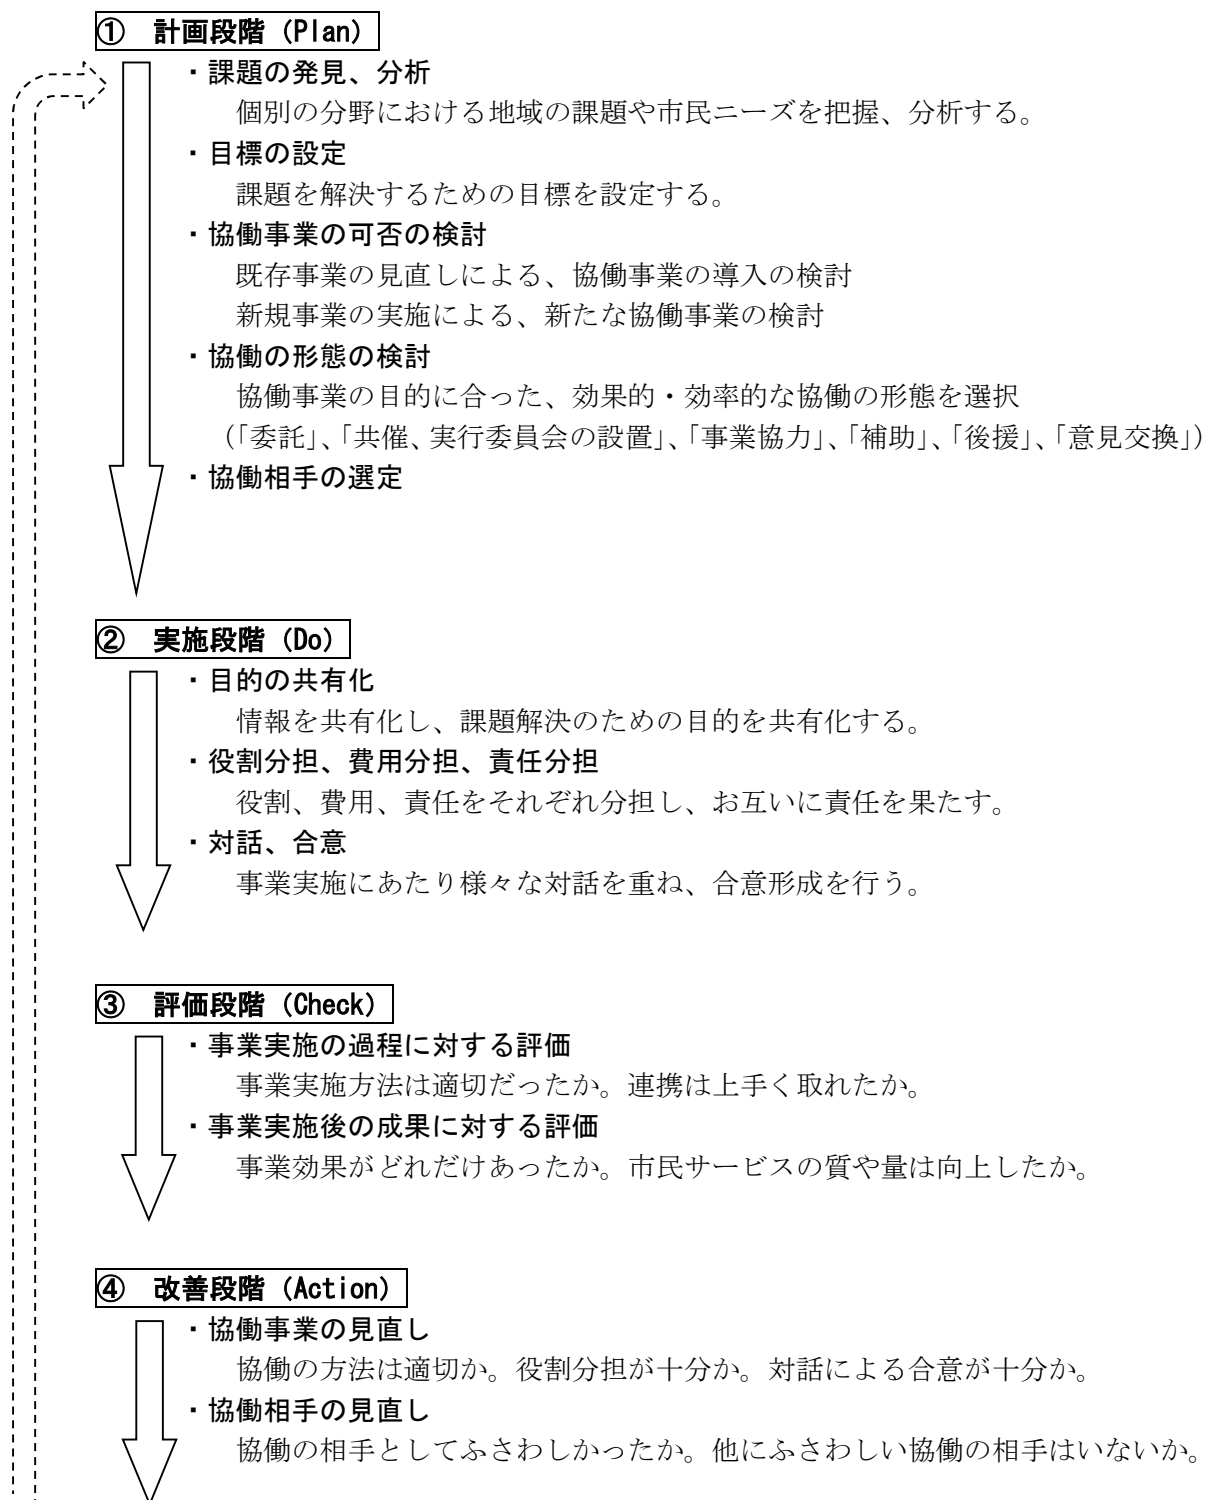 ① 計画段階（Plan）
・課題の発見、分析
個別の分野における地域の課題や市民ニーズを把握、分析する。
・目標の設定
課題を解決するための目標を設定する。
・協働事業の可否の検討
既存事業の見直しによる、協働事業の導入の検討
新規事業の実施による、新たな協働事業の検討
・協働の形態の検討
協働事業の目的に合った、効果的・効率的な協働の形態を選択
（「委託」、「共催、実行委員会の設置」、「事業協力」、「補助」、「後援」、「意見交換」）
・協働相手の選定
② 実施段階（Do）
・目的の共有化
情報を共有化し、課題解決のための目的を共有化する。
・役割分担、費用分担、責任分担
役割、費用、責任をそれぞれ分担し、お互いに責任を果たす。
・対話、合意
事業実施にあたり様々な対話を重ね、合意形成を行う。
③ 評価段階（Check）
・事業実施の過程に対する評価
事業実施方法は適切だったか。連携は上手く取れたか。
・事業実施後の成果に対する評価
事業効果がどれだけあったか。市民サービスの質や量は向上したか。
④ 改善段階（Action）
・協働事業の見直し
協働の方法は適切か。役割分担が十分か。対話による合意が十分か。
・協働相手の見直し
協働の相手としてふさわしかったか。他にふさわしい協働の相手はいないか。